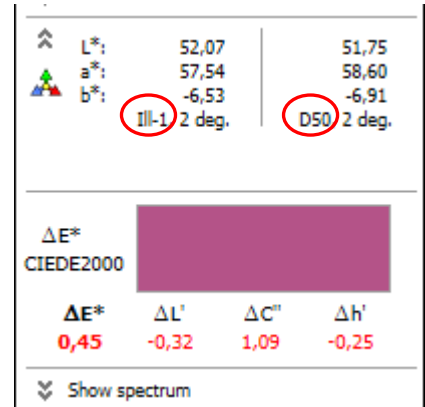 L*: 52,07 51,75
a*: 57,54 58,60
b*: -6,53 -6,91
Ill-1, 2 deg. D50, 2 deg.
ΔE*
CIEDE2000
ΔE* ΔL' ΔC" Δh'
0,45 -0,32 1,09 -0,25
Show spectrum